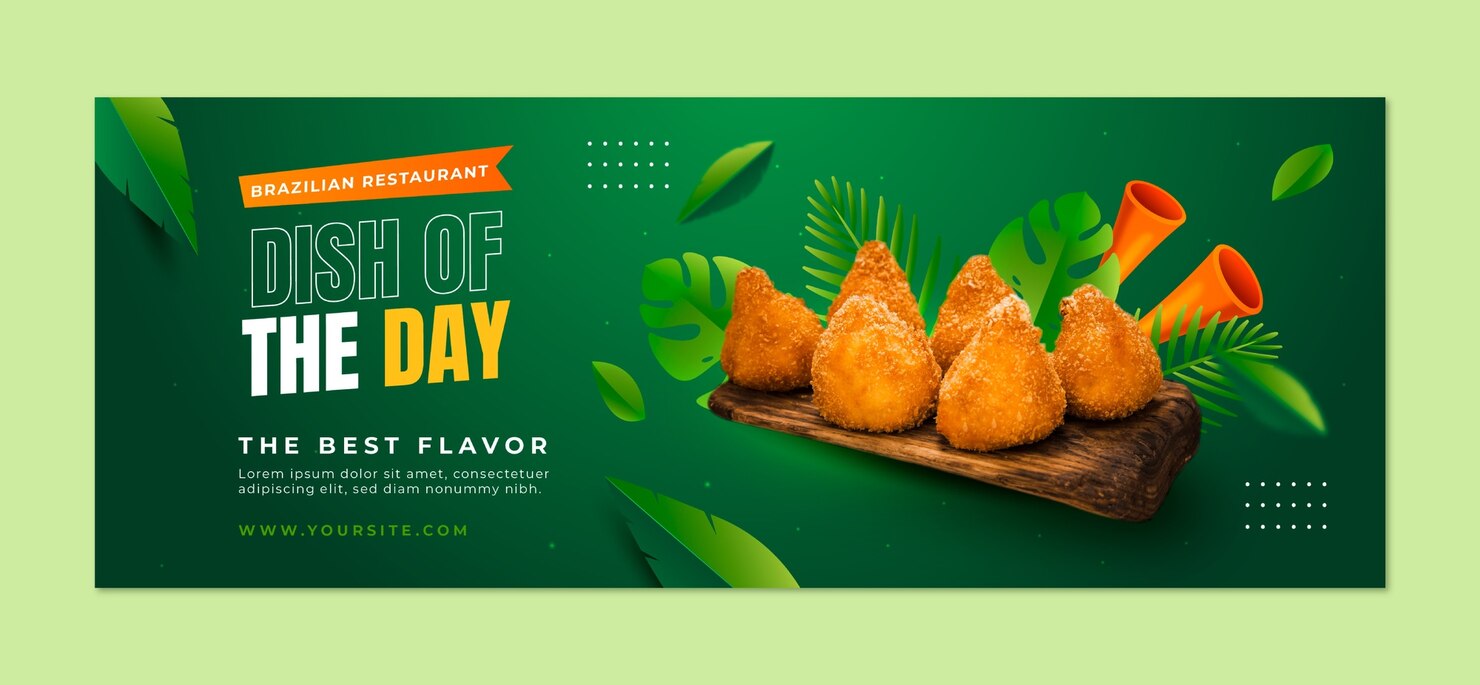 BRAZILIAN RESTAURANT
DISH OF
THE DAY
THE BEST FLAVOR
Lorem ipsum dolor sit amet, consectetuer
adipiscing elit, sed diam nonummy nibh.
WWW.YOURSITE.COM